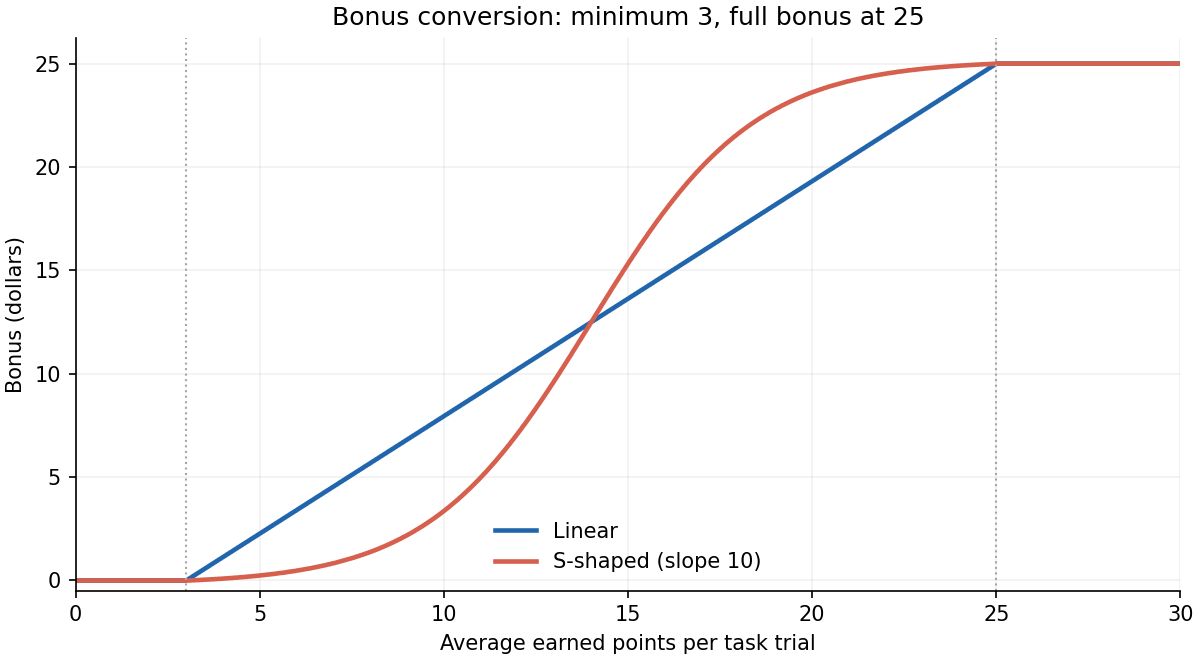 Bonus conversion: minimum 3, full bonus at 25
Bonus (dollars)
25
20
15
10
5
0
Linear
S-shaped (slope 10)
0 5 10 15 20 25 30
Average earned points per task trial